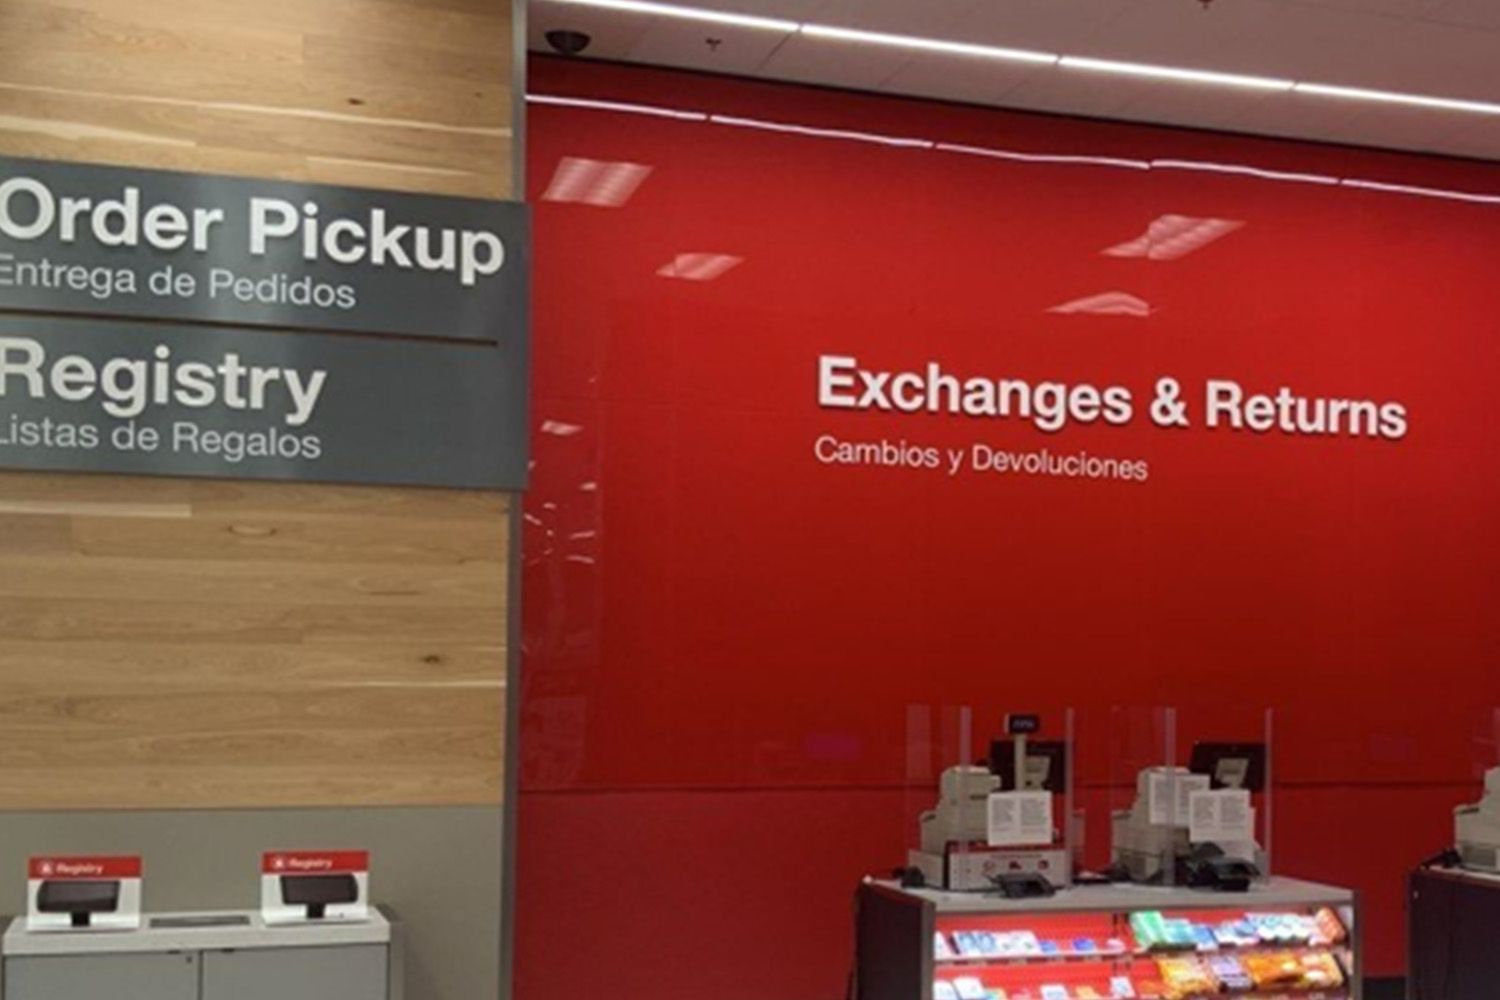 Order Pickup
Entrega de Pedidos
Registry
Listas de Regalos
Exchanges & Returns
Cambios y Devoluciones
Registry
Registry